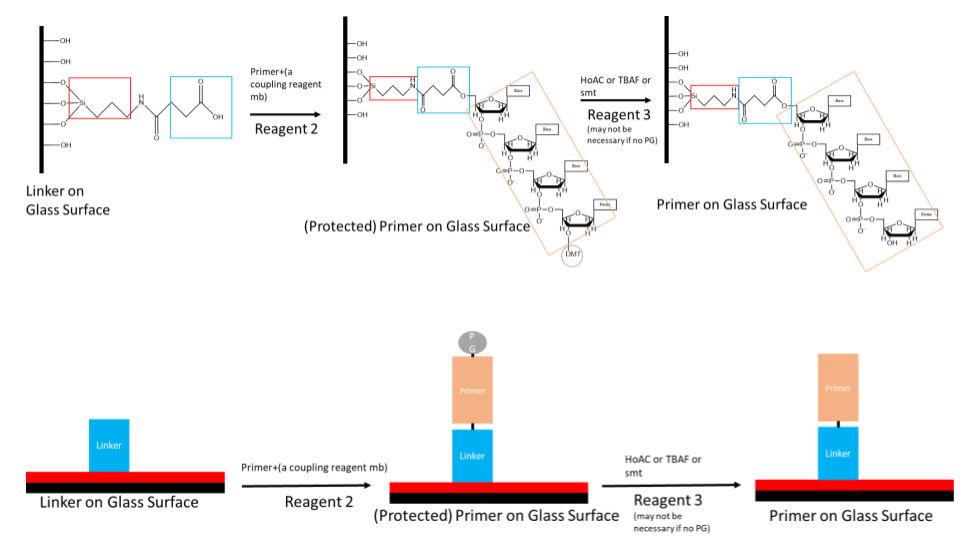 OH
OH
O
O
Si
O
OH
H
N
O
O
OH
Linker on
Glass Surface
Primer+(a
coupling reagent
mb)
Reagent 2
OH
OH
O
O
Si
O
OH
H
N
O
O
O
O
Base
H
H
H
O
O=P-O
O-
O
Base
H
H
H
O
O=P-O
O-
O
Base
H
H
H
O
O=P-O
O-
O
H
H
H
O
DMT
(Protected) Primer on Glass Surface
HoAC or TBAF or
smt
Reagent 3
(may not be
necessary if no PG)
OH
OH
O
O
Si
O
OH
H
N
O
O
O
O
Base
H
H
H
O
O=P-O
O-
O
Base
H
H
H
O
O=P-O
O-
O
Base
H
H
H
O
O=P-O
O-
O
H
OH
H
Primer on Glass Surface
Linker
Linker on Glass Surface
Primer+(a coupling reagent mb)
Reagent 2
P
G
Primer
Linker
(Protected) Primer on Glass Surface
HoAC or TBAF or
smt
Reagent 3
(may not be
necessary if no PG)
Primer
Linker
Primer on Glass Surface